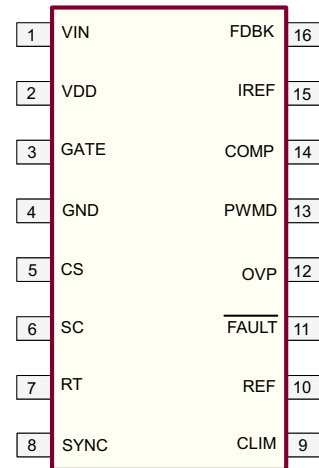 1 VIN FDBK 16
2 VDD IREF 15
3 GATE COMP 14
4 GND PWMD 13
5 CS OVP 12
6 SC FAULT 11
7 RT REF 10
8 SYNC CLIM 9